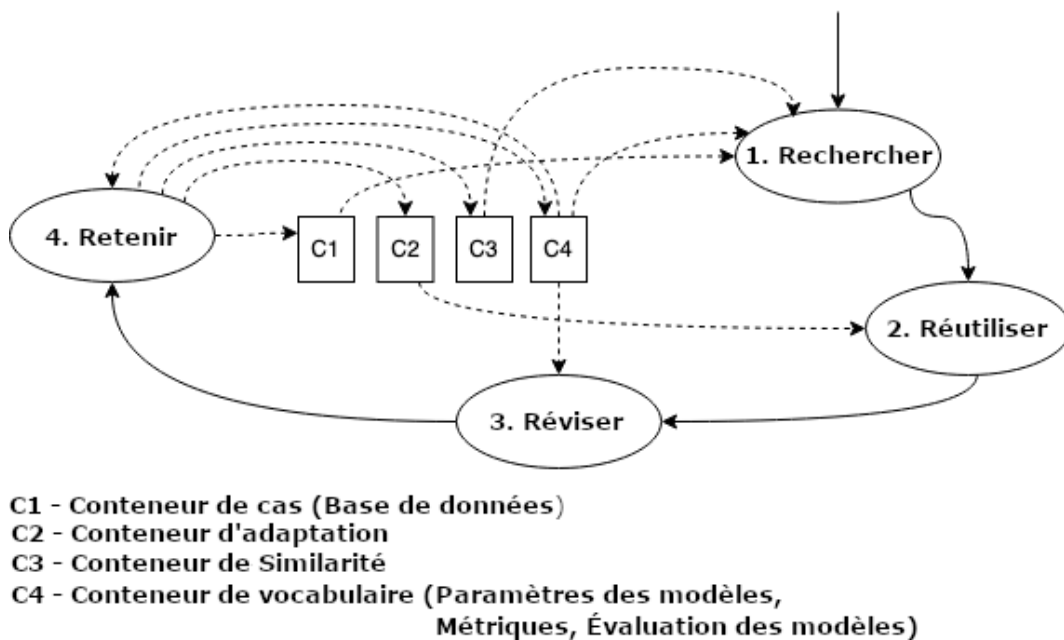 1. Rechercher
4. Retenir
C1
C2
C3
C4
2. Réutiliser
3. Réviser
C1 - Conteneur de cas (Base de données)
C2 - Conteneur d'adaptation
C3 - Conteneur de Similarité
C4 - Conteneur de vocabulaire (Paramètres des modèles,
Métriques, Évaluation des modèles)